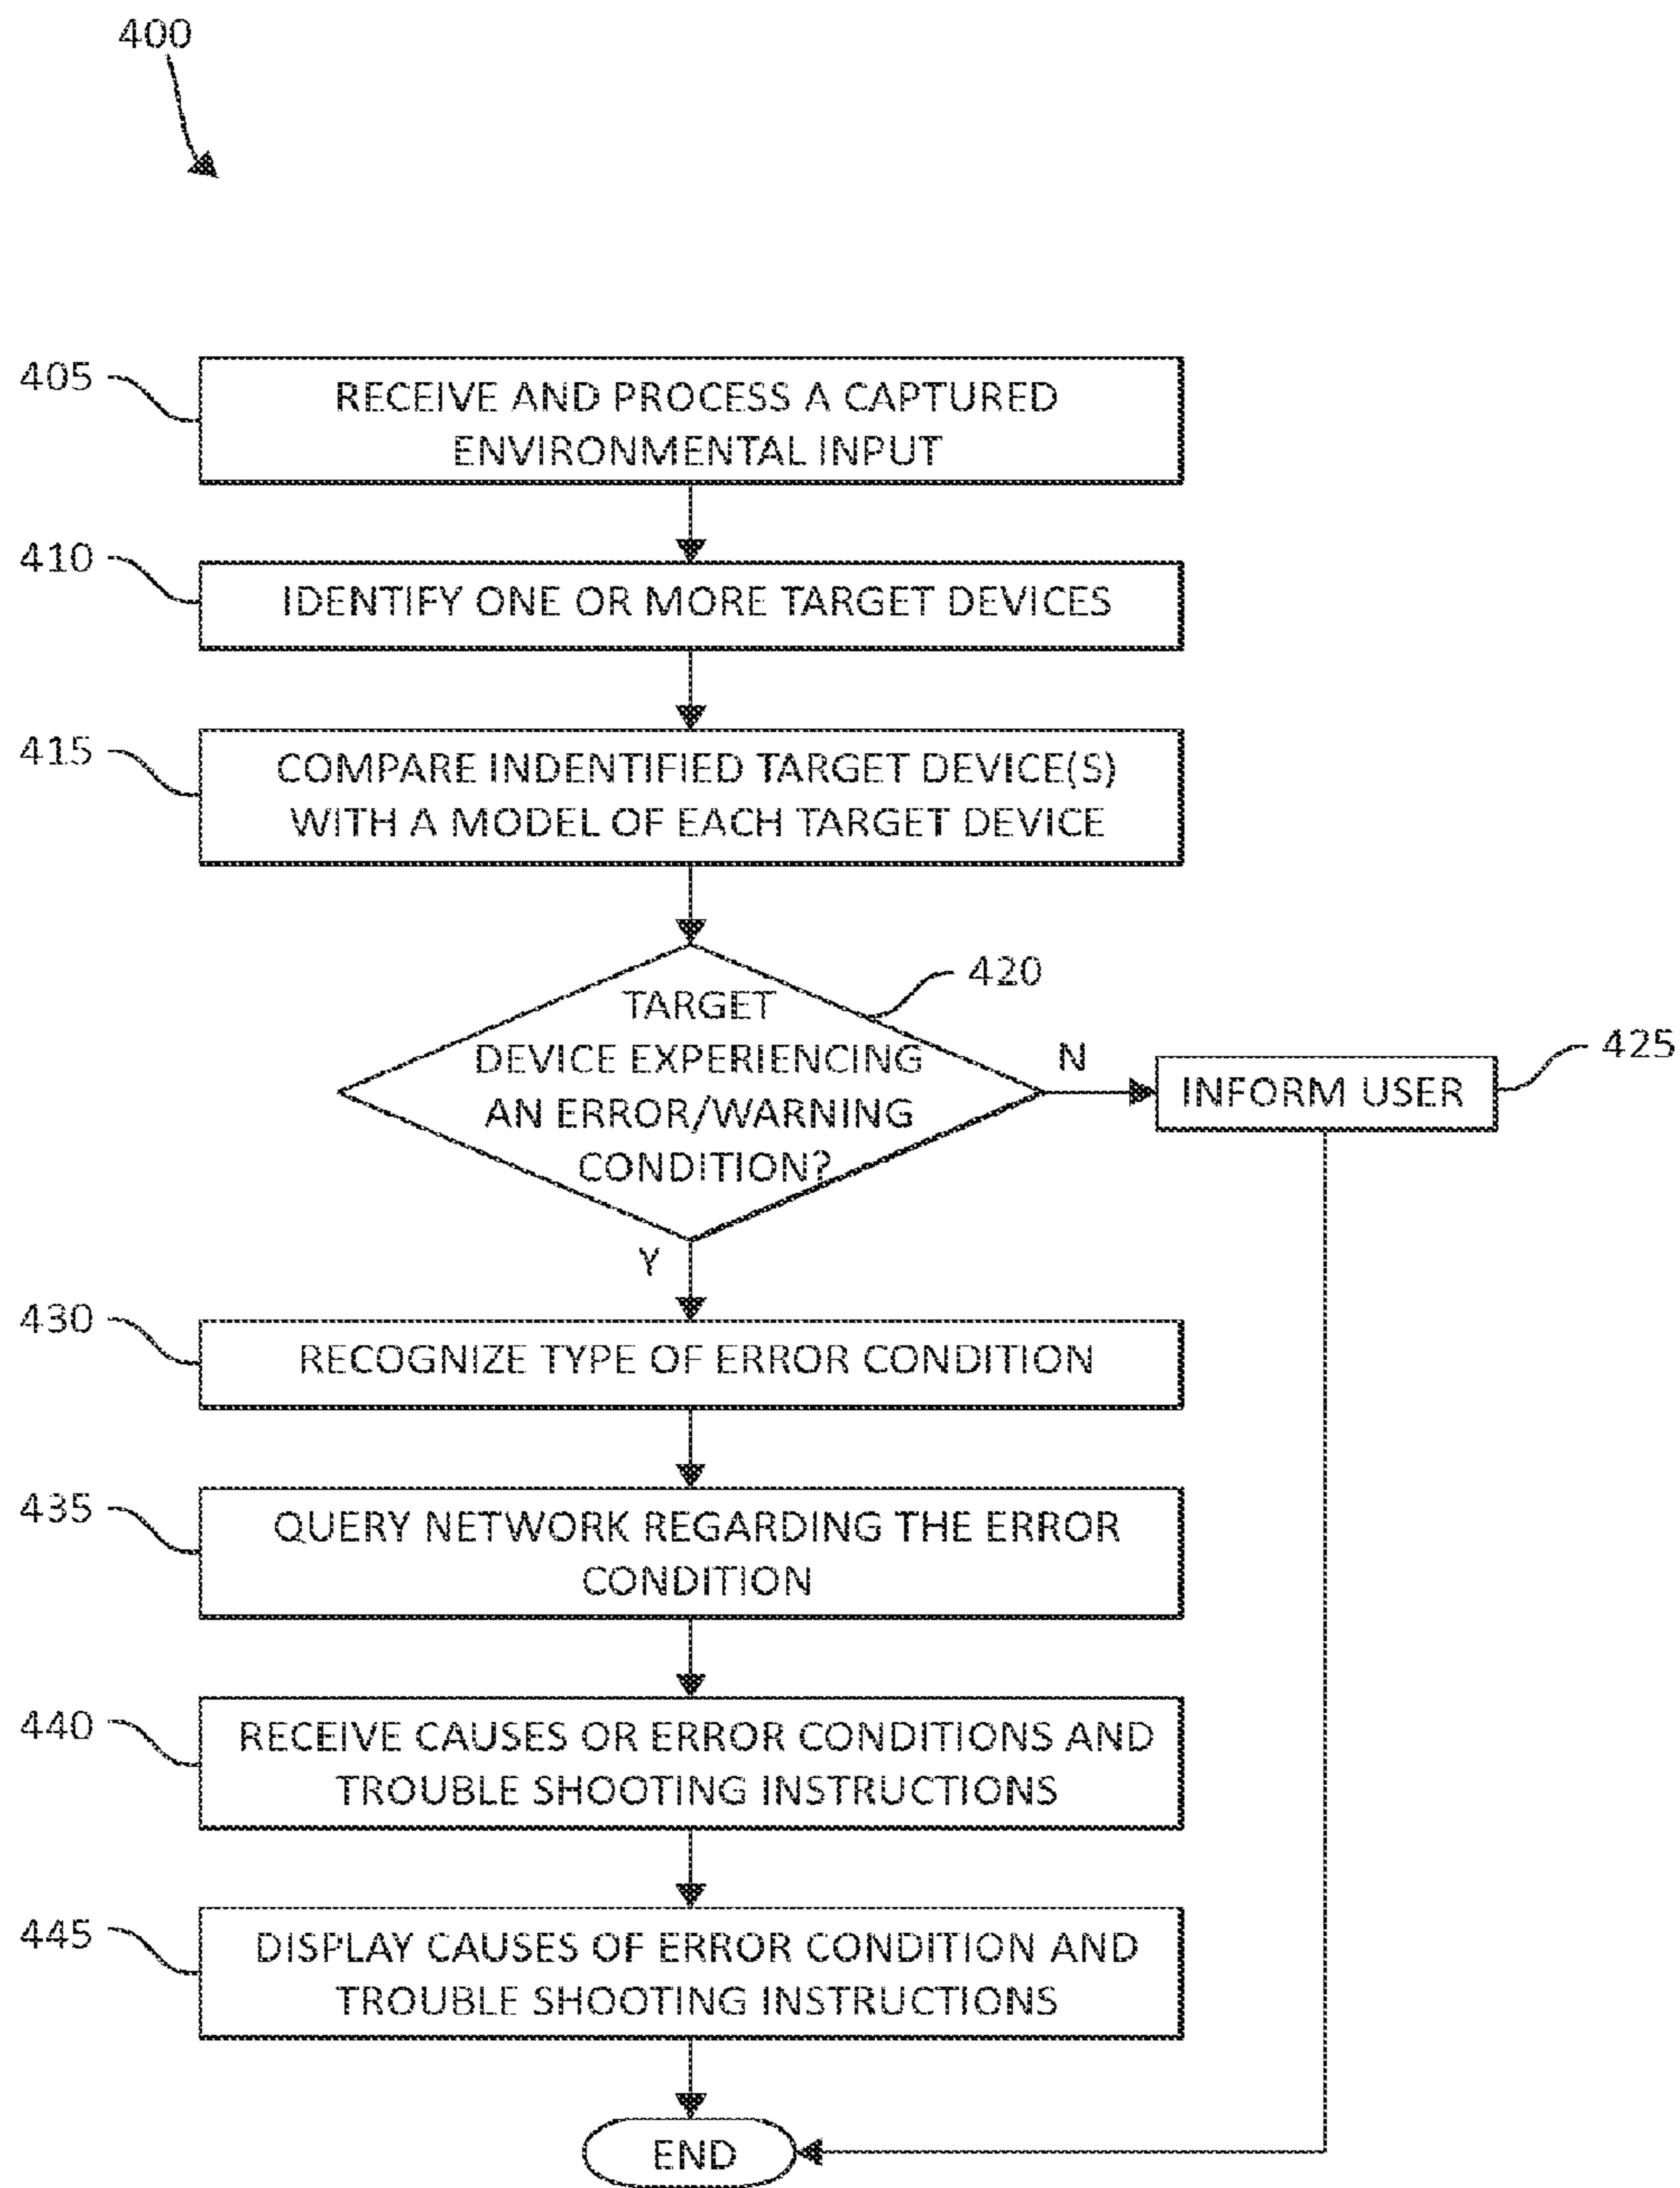 400
405
RECEIVE AND PROCESS A CAPTURED
ENVIRONMENTAL INPUT
410
IDENTIFY ONE OR MORE TARGET DEVICES
415
COMPARE INDENTIFIED TARGET DEVICE(S)
WITH A MODEL OF EACH TARGET DEVICE
420
TARGET
DEVICE EXPERIENCING
AN ERROR/WARNING
CONDITION?
N
425
INFORM USER
Y
430
RECOGNIZE TYPE OF ERROR CONDITION
435
QUERY NETWORK REGARDING THE ERROR
CONDITION
440
RECEIVE CAUSES OR ERROR CONDITIONS AND
TROUBLE SHOOTING INSTRUCTIONS
445
DISPLAY CAUSES OF ERROR CONDITION AND
TROUBLE SHOOTING INSTRUCTIONS
END